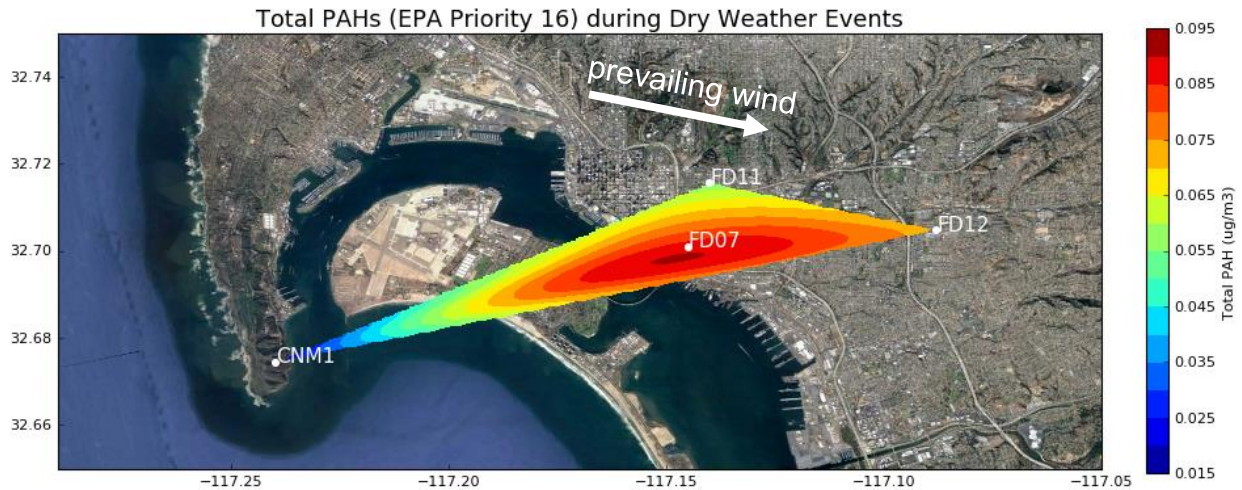 Total PAHs (EPA Priority 16) during Dry Weather Events
prevailing wind
FD11
FD12
FD07
CNM1
32.74
32.72
32.70
32.68
32.66
−117.25
−117.20
−117.15
−117.10
−117.05
0.095
0.085
0.075
0.065
0.055
0.045
0.035
0.025
0.015
Total PAH (ug/m3)